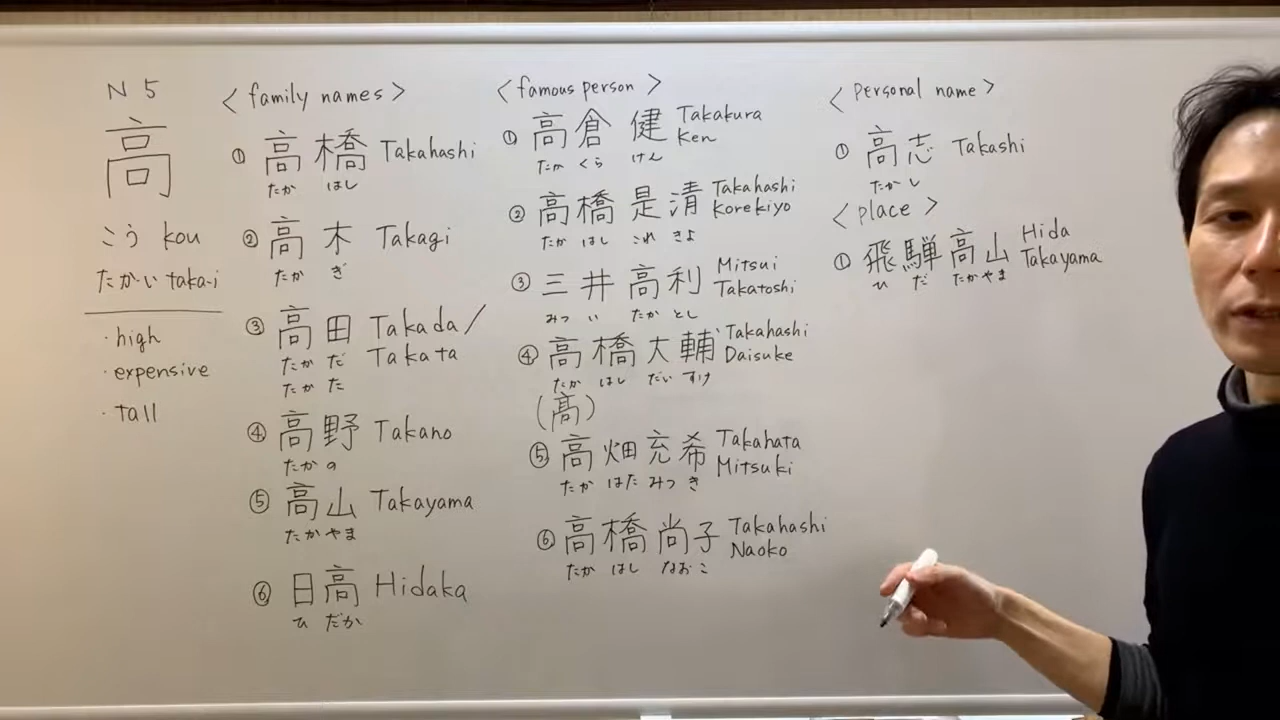 N5
高
こう kou
たかい taka-i
・high
・expensive
・tall
＜family names＞
① 高橋 Takahashi
たか はし
② 高木 Takagi
たか ぎ
③ 高田 Takada/
たか だ Takata
たか た
④ 高野 Takano
たか の
⑤ 高山 Takayama
たか やま
⑥ 日高 Hidaka
ひ だか
＜famous person＞
① 高倉 健 Takakura
Ken
たか くら けん
② 高橋 是清 Takahashi
Korekiyo
たか はし これ きよ
③ 三井 高利 Mitsui
Takatoshi
みつ い たか とし
④ 高橋 大輔 Takahashi
Daisuke
たか はし だい すけ
(髙)
⑤ 高畑 充希 Takahata
Mitsuki
たか はた みつ き
⑥ 高橋 尚子 Takahashi
Naoko
たか はし なお こ
＜Personal name＞
① 高志 Takashi
たか し
＜place＞
① 飛騨高山 Hida
Takayama
ひ だ たか やま